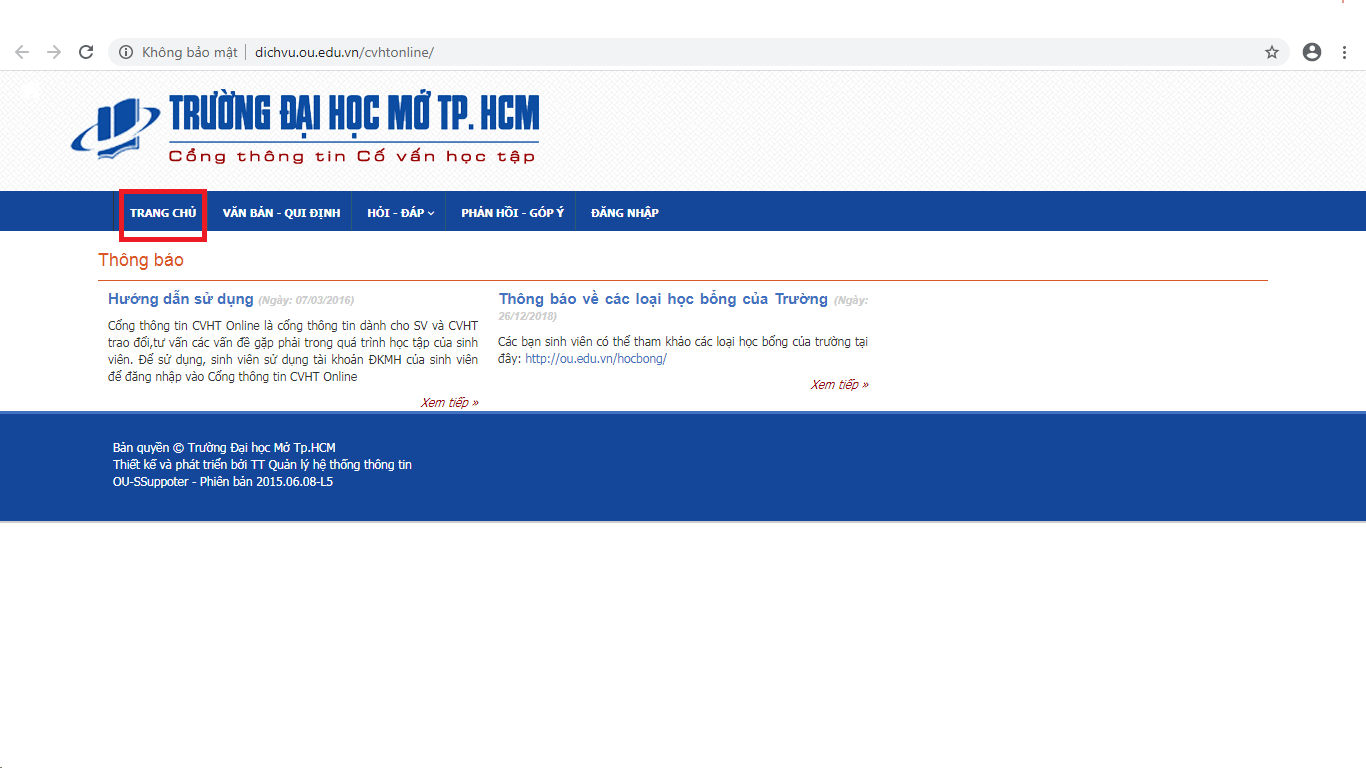 Không bảo mật | dichvu.ou.edu.vn/cvhtonline/
TRƯỜNG ĐẠI HỌC MỞ TP. HCM
Cổng thông tin Cố vấn học tập
TRANG CHỦ VĂN BẢN - QUI ĐỊNH HỎI - ĐÁP PHẢN HỒI - GÓP Ý ĐĂNG NHẬP
Thông báo
Hướng dẫn sử dụng (Ngày: 07/03/2016)
Cổng thông tin CVHT Online là cổng thông tin dành cho SV và CVHT
trao đổi,tư vấn các vấn đề gặp phải trong quá trình học tập của sinh
viên. Để sử dụng, sinh viên sử dụng tài khoản ĐKMH của sinh viên
để đăng nhập vào Cổng thông tin CVHT Online
Xem tiếp »
Thông báo về các loại học bổng của Trường (Ngày:
26/12/2018)
Các bạn sinh viên có thể tham khảo các loại học bổng của trường tại
đây: http://ou.edu.vn/hocbong/
Xem tiếp »
Bản quyền © Trường Đại học Mở Tp.HCM
Thiết kế và phát triển bởi TT Quản lý hệ thống thông tin
OU-SSuppoter - Phiên bản 2015.06.08-L5